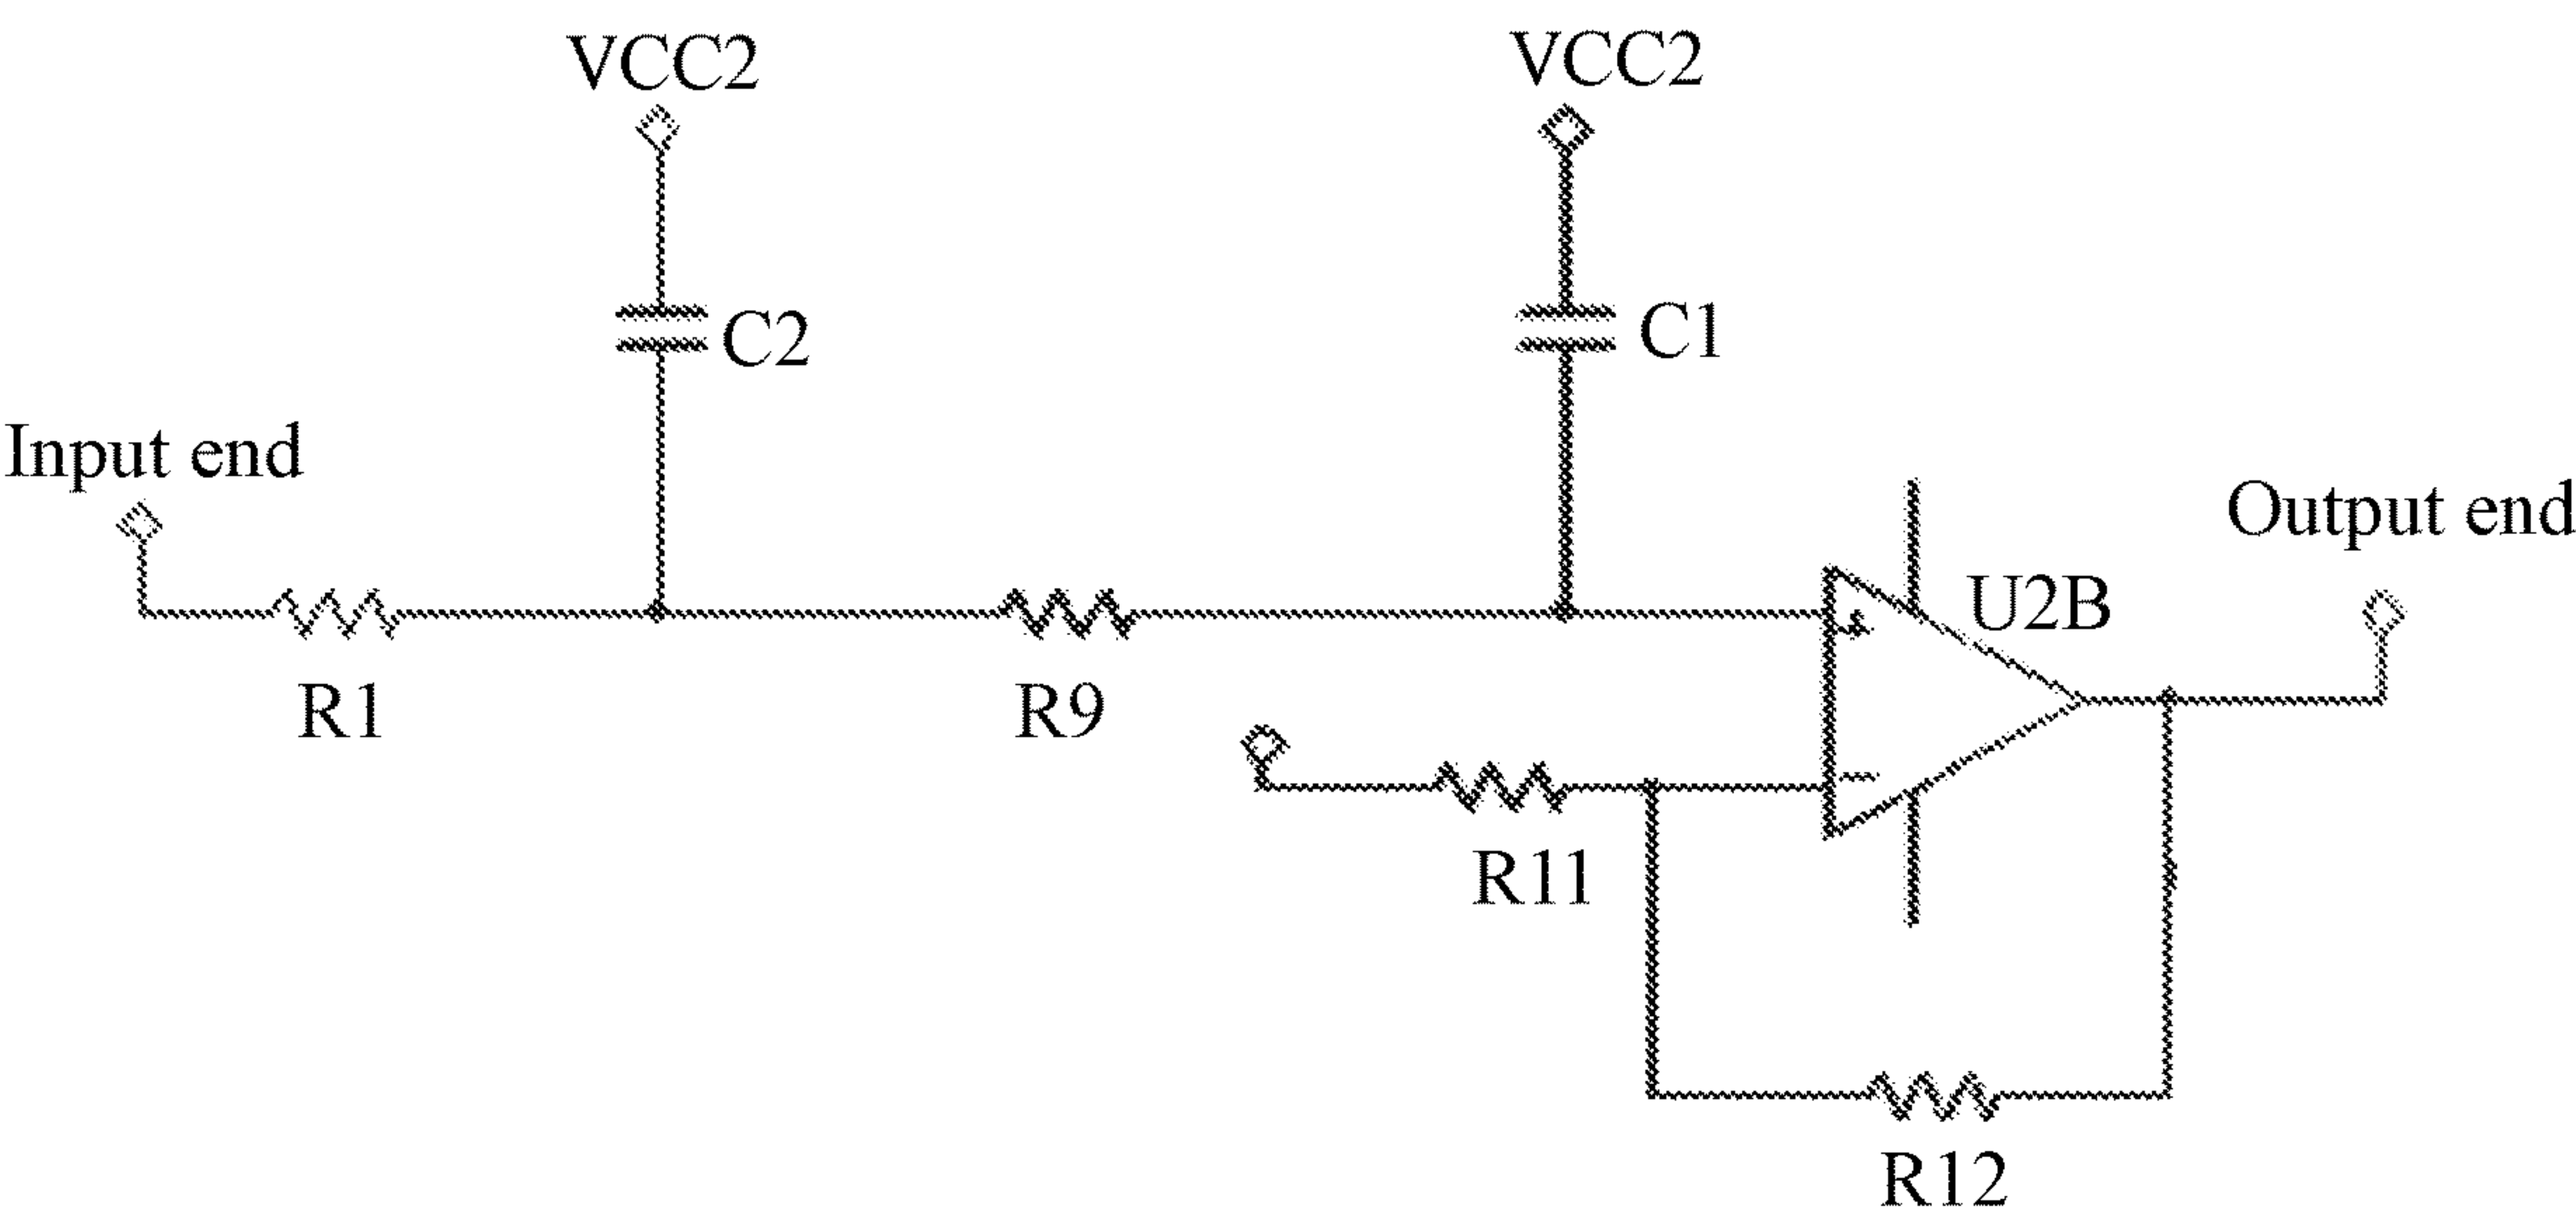 VCC2
VCC2
C2
C1
Input end
Output end
U2B
R1
R9
R11
R12